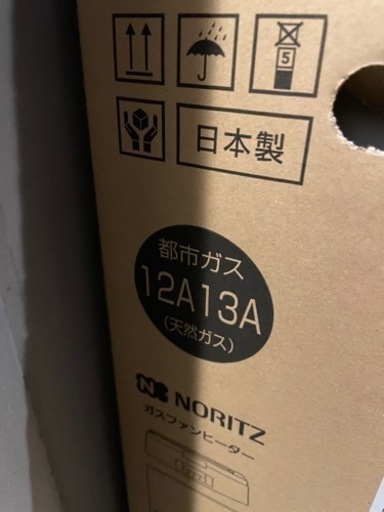 5
日本製
都市ガス
12A13A
(天然ガス)
NORITZ
ガスファンヒーター